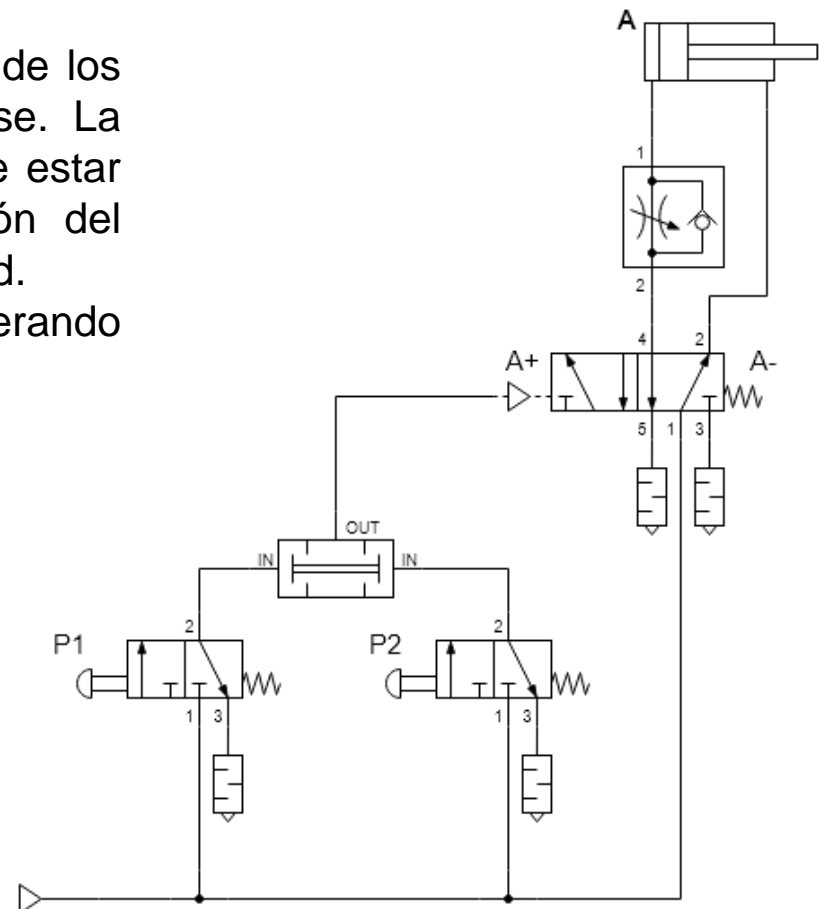 de los
se. La
e estar
ón del
d.
erando
A
1
2
4 2
A+ A-
5 1 3
OUT
IN IN
P1 2 P2 2
1 3 1 3